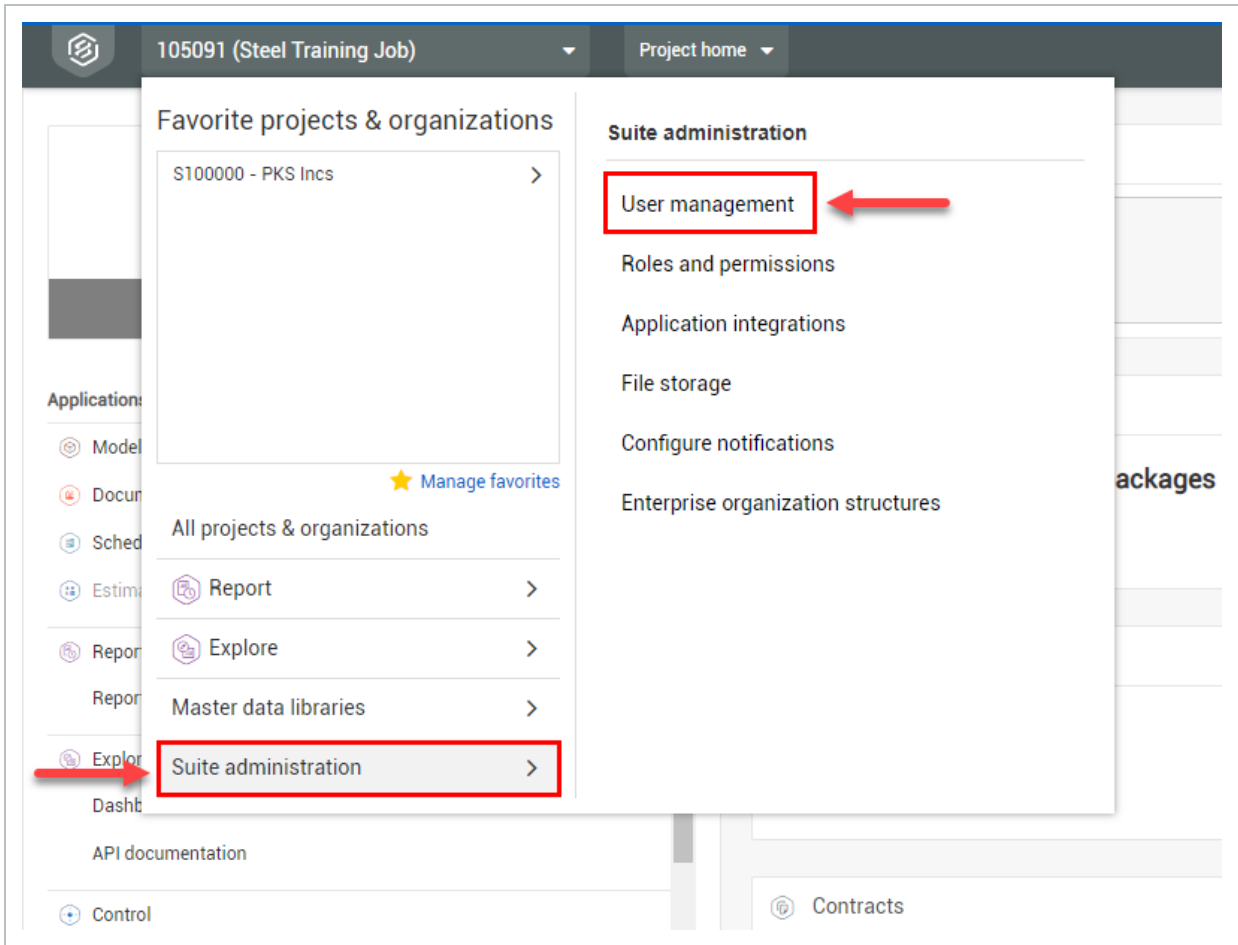 105091 (Steel Training Job)
Project home
Favorite projects & organizations
S100000 - PKS Incs
Manage favorites
All projects & organizations
Report
Explore
Master data libraries
Suite administration
Suite administration
User management
Roles and permissions
Application integrations
File storage
Configure notifications
Enterprise organization structures
Applications
Model
Docum
Sched
Estima
Repor
Repor
Explor
Dashb
API documentation
Control
ackages
Contracts